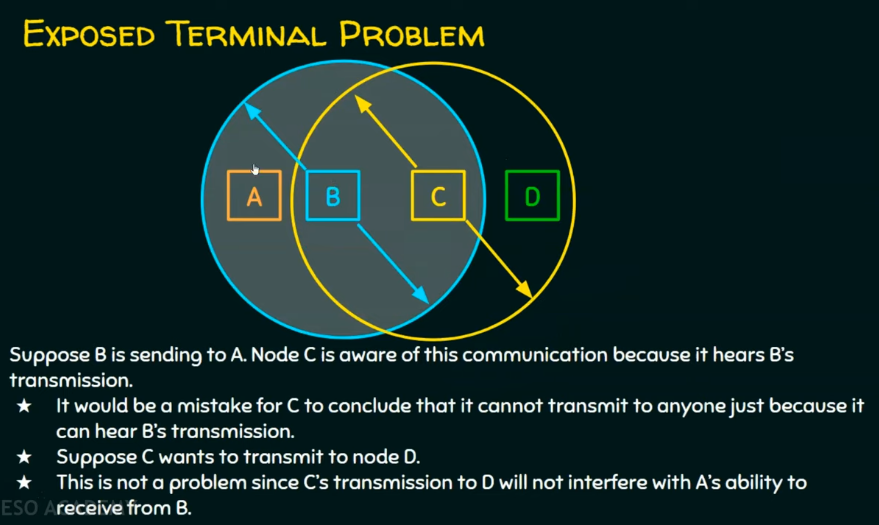 EXPOSED TERMINAL PROBLEM
A B C D
Suppose B is sending to A. Node C is aware of this communication because it hears B's
transmission.
★ It would be a mistake for C to conclude that it cannot transmit to anyone just because it
can hear B's transmission.
★ Suppose C wants to transmit to node D.
★ This is not a problem since C's transmission to D will not interfere with A's ability to
receive from B.
ESO ACADEMY